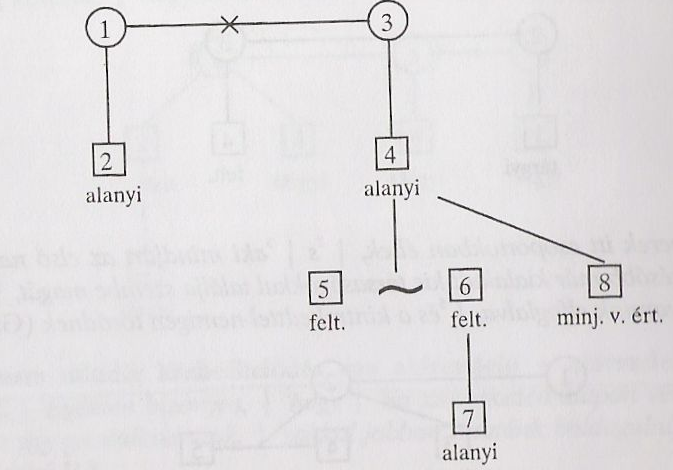 1 3
2 4
alanyi alanyi
5 6 8
felt. felt. minj. v. ért.
7
alanyi